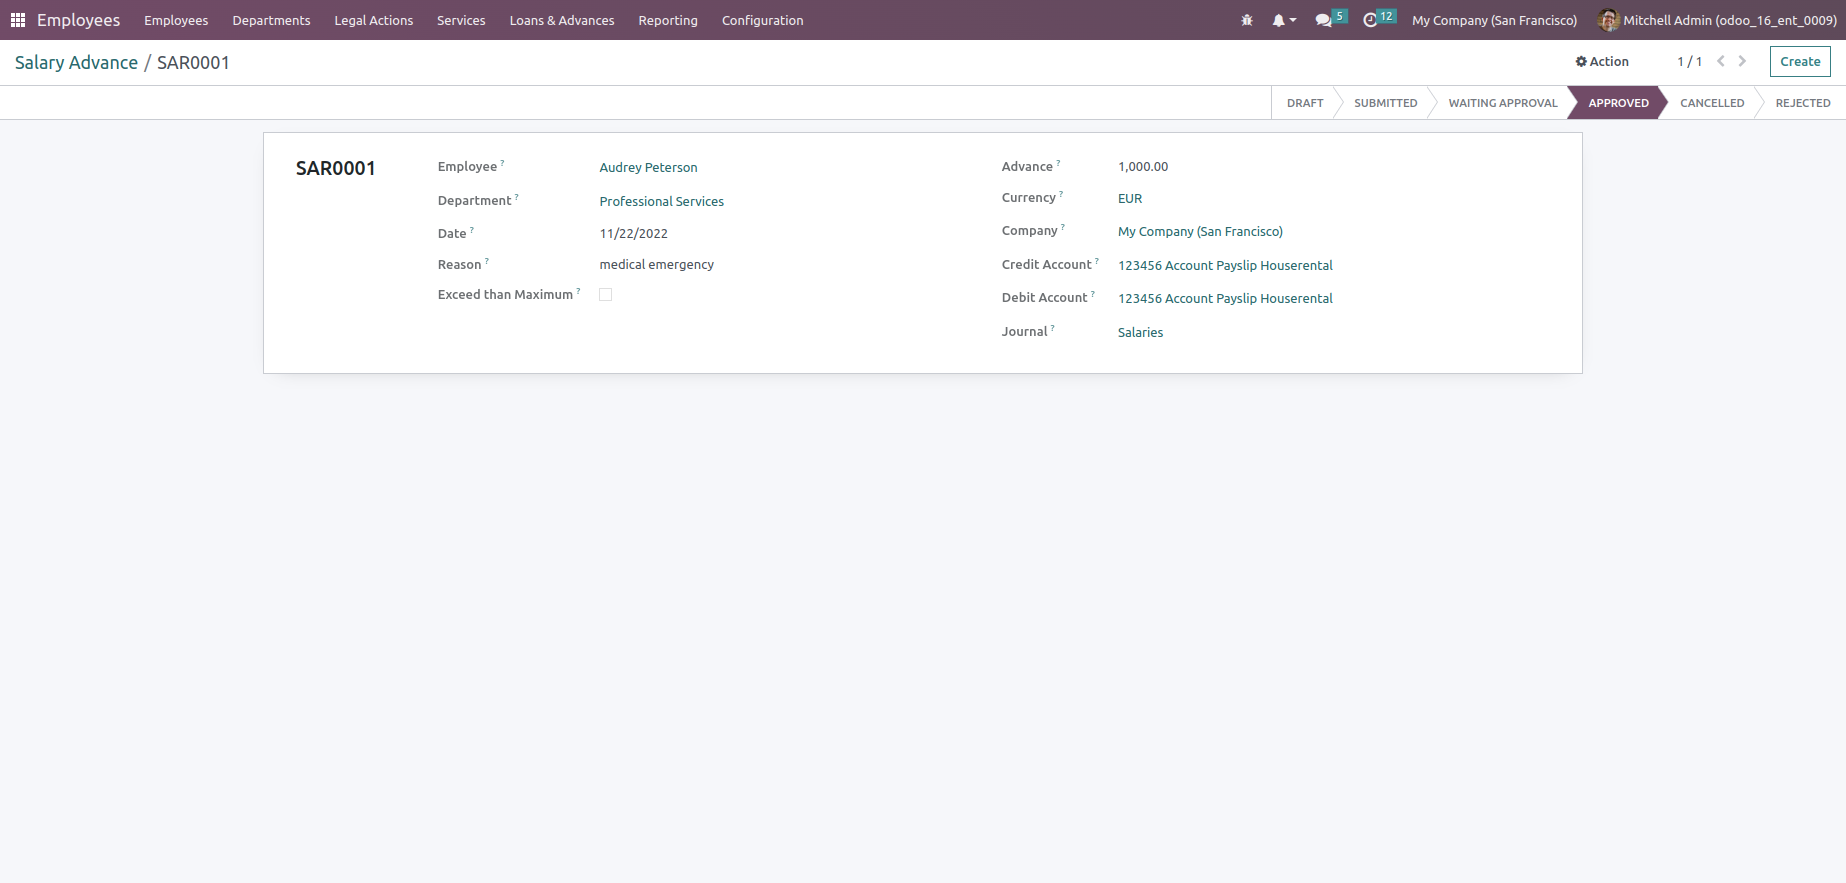 Employees Employees Departments Legal Actions Services Loans & Advances Reporting Configuration 5 12 My Company (San Francisco) Mitchell Admin (odoo_16_ent_0009)
Salary Advance / SAR0001 Action 1 / 1 Create
DRAFT SUBMITTED WAITING APPROVAL APPROVED CANCELLED REJECTED
SAR0001
Employee ? Audrey Peterson
Department ? Professional Services
Date ? 11/22/2022
Reason ? medical emergency
Exceed than Maximum ?
Advance ? 1,000.00
Currency ? EUR
Company ? My Company (San Francisco)
Credit Account ? 123456 Account Payslip Houserental
Debit Account ? 123456 Account Payslip Houserental
Journal ? Salaries